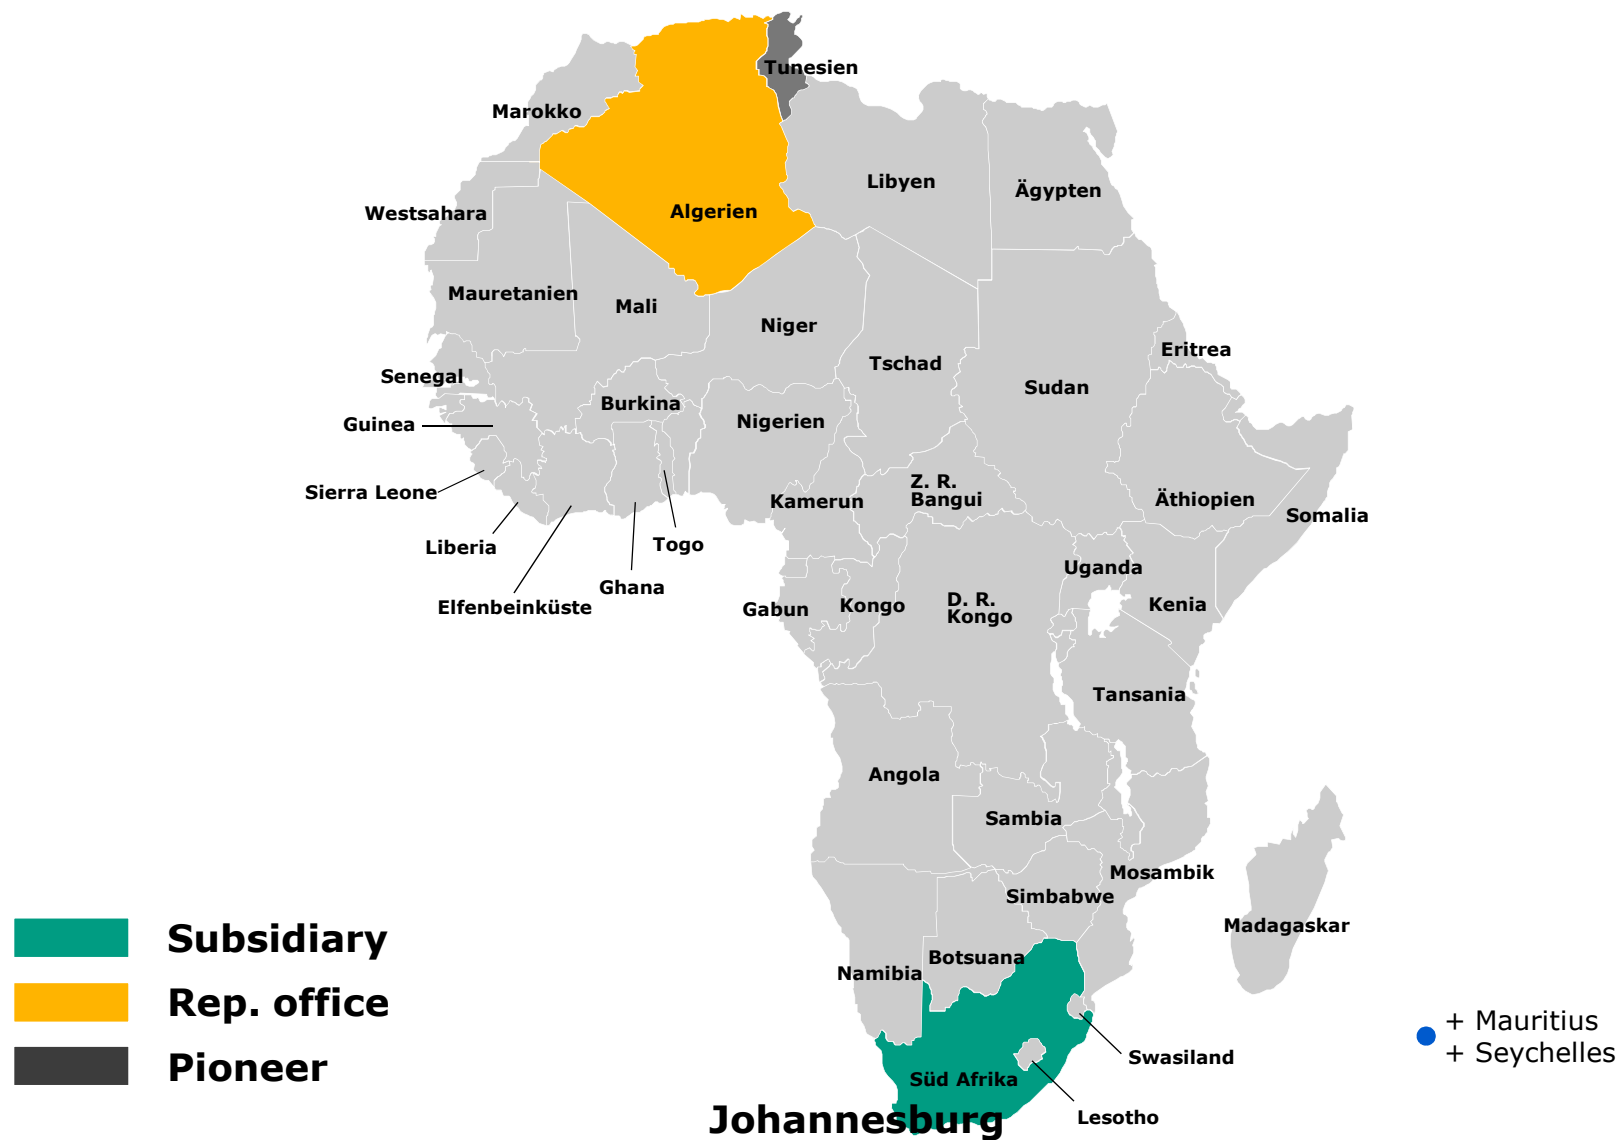 Tunesien
Marokko
Libyen
Ägypten
Algerien
Westsahara
Mauretanien
Mali
Niger
Eritrea
Tschad
Senegal
Sudan
Burkina
Nigerien
Guinea
Z. R.
Bangui
Sierra Leone
Kamerun
Äthiopien
Somalia
Liberia
Togo
Uganda
Ghana
Elfenbeinküste
Gabun
Kongo
D. R.
Kongo
Kenia
Tansania
Angola
Sambia
Mosambik
Simbabwe
Madagaskar
Botsuana
Namibia
Subsidiary
Rep. office
Pioneer
+ Mauritius
+ Seychelles
Swasiland
Süd Afrika
Lesotho
Johannesburg